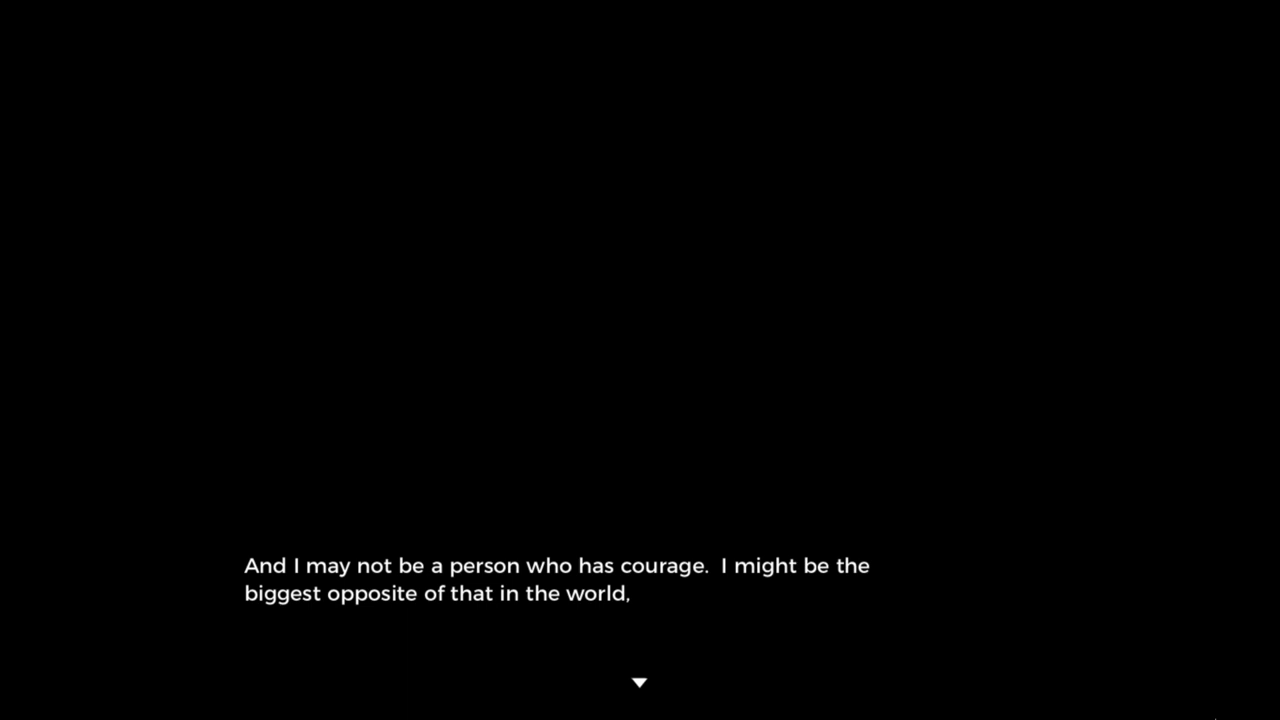 And I may not be a person who has courage.  I might be the
biggest opposite of that in the world,